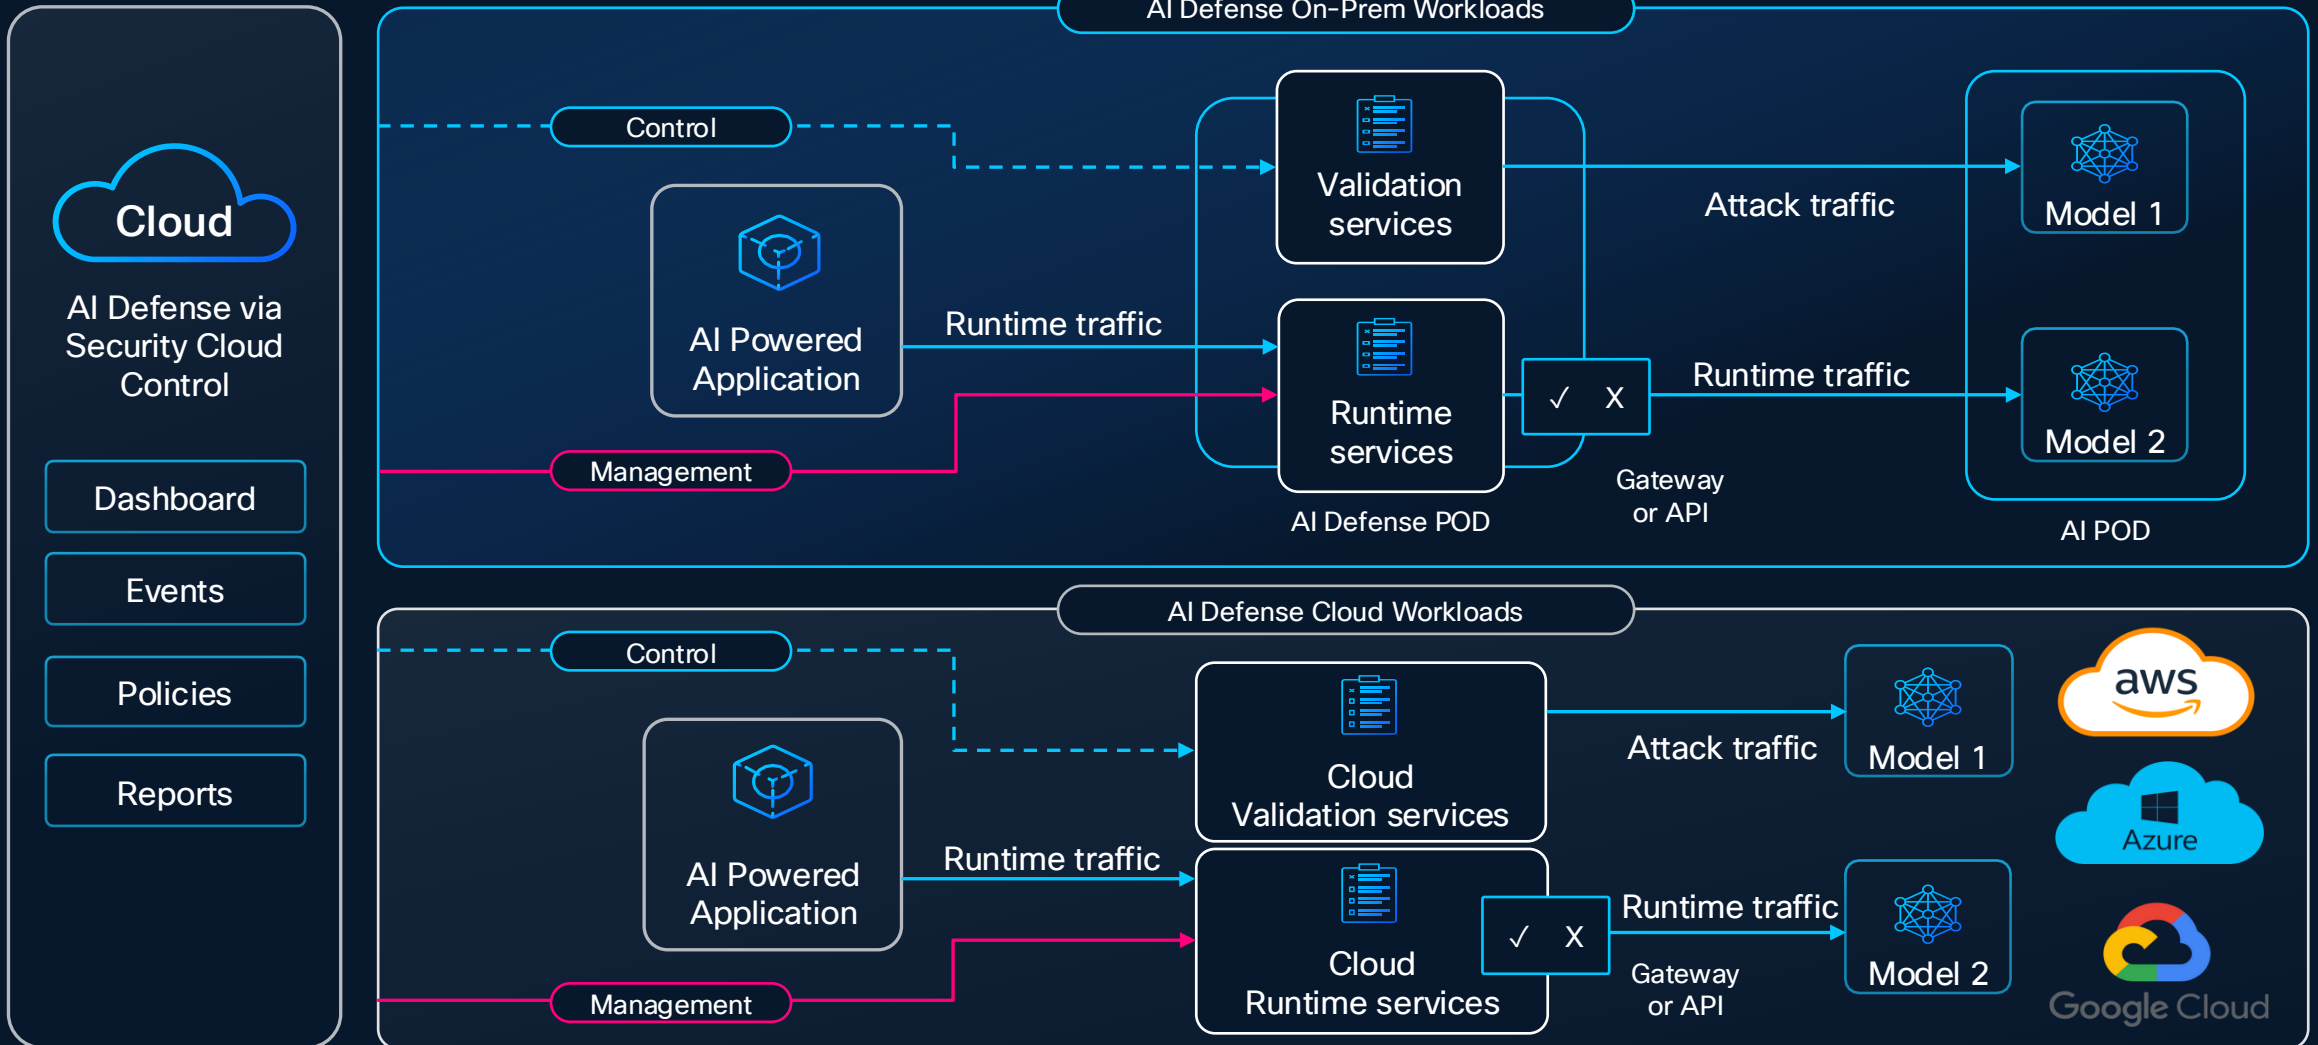 Cloud
AI Defense via
Security Cloud
Control
Dashboard
Events
Policies
Reports
AI Defense On-Prem Workloads
Control
AI Powered
Application
Runtime traffic
Management
Validation
services
Runtime
services
AI Defense POD
Attack traffic
✓ X
Runtime traffic
Gateway
or API
Model 1
Model 2
AI POD
AI Defense Cloud Workloads
Control
AI Powered
Application
Runtime traffic
Management
Cloud
Validation services
Cloud
Runtime services
Attack traffic
✓ X
Runtime traffic
Gateway
or API
Model 1
Model 2
aws
Azure
Google Cloud